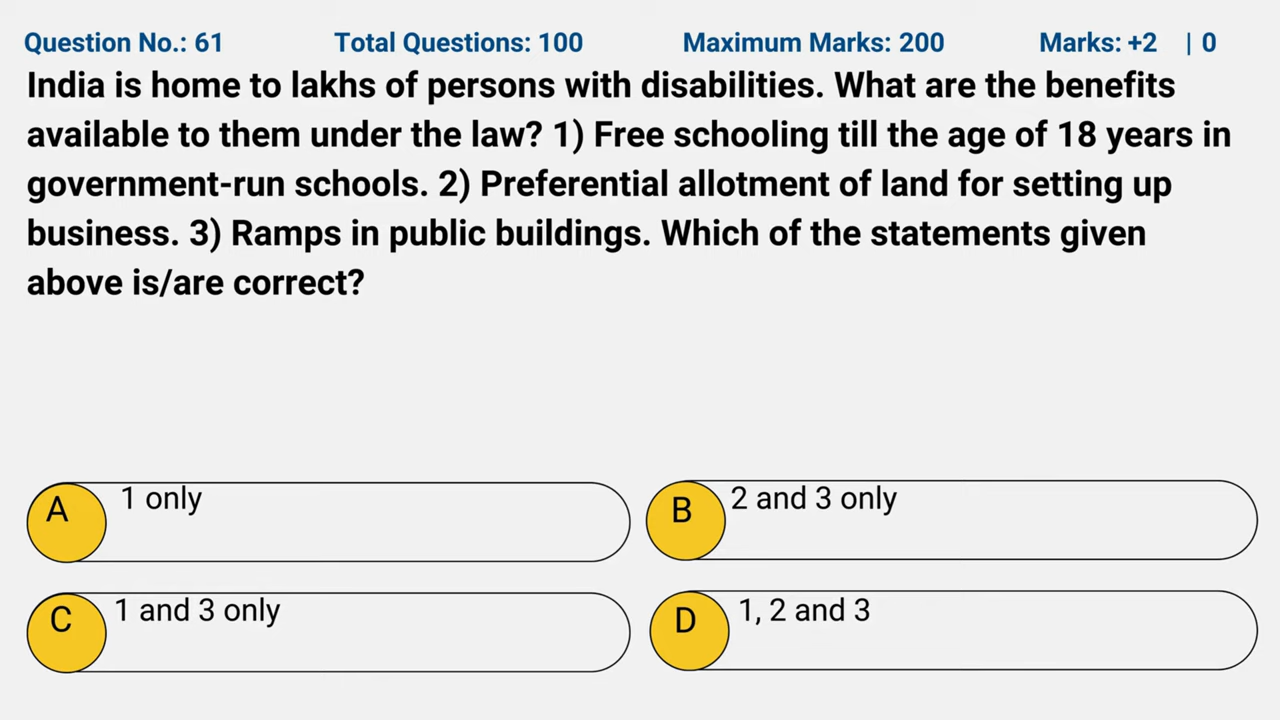 Question No.: 61 Total Questions: 100 Maximum Marks: 200 Marks: +2 | 0
India is home to lakhs of persons with disabilities. What are the benefits
available to them under the law? 1) Free schooling till the age of 18 years in
government-run schools. 2) Preferential allotment of land for setting up
business. 3) Ramps in public buildings. Which of the statements given
above is/are correct?
A 1 only
B 2 and 3 only
C 1 and 3 only
D 1, 2 and 3